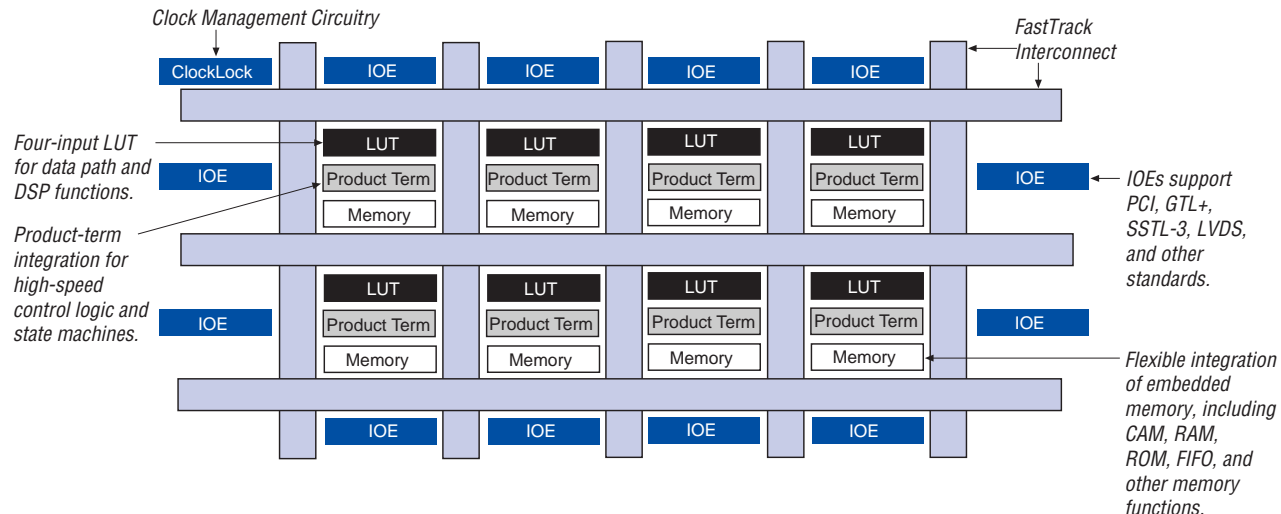 Clock Management Circuitry
FastTrack
Interconnect
ClockLock
IOE
IOE
IOE
IOE
Four-input LUT
for data path and
DSP functions.
LUT
LUT
LUT
LUT
IOE
Product Term
Product Term
Product Term
Product Term
IOE
IOEs support
PCI, GTL+,
SSTL-3, LVDS,
and other
standards.
Memory
Memory
Memory
Memory
Product-term
integration for
high-speed
control logic and
state machines.
LUT
LUT
LUT
LUT
IOE
Product Term
Product Term
Product Term
Product Term
IOE
Memory
Memory
Memory
Memory
Flexible integration
of embedded
memory, including
CAM, RAM,
ROM, FIFO, and
other memory
functions.
IOE
IOE
IOE
IOE